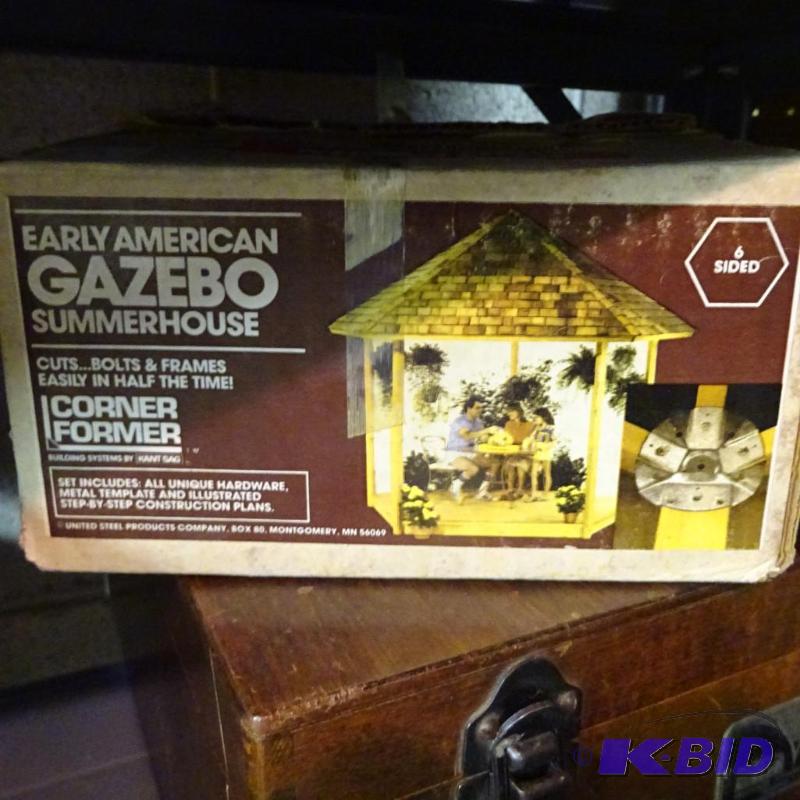 EARLY AMERICAN
GAZEBO
SUMMERHOUSE
CUTS...BOLTS & FRAMES
EASILY IN HALF THE TIME!
CORNER
FORMER
BUILDING SYSTEMS BY KANT SAG
SET INCLUDES: ALL UNIQUE HARDWARE,
METAL TEMPLATE AND ILLUSTRATED
STEP-BY-STEP CONSTRUCTION PLANS.
© UNITED STEEL PRODUCTS COMPANY, BOX 80, MONTGOMERY, MN 56069
6
SIDED
© K-BID